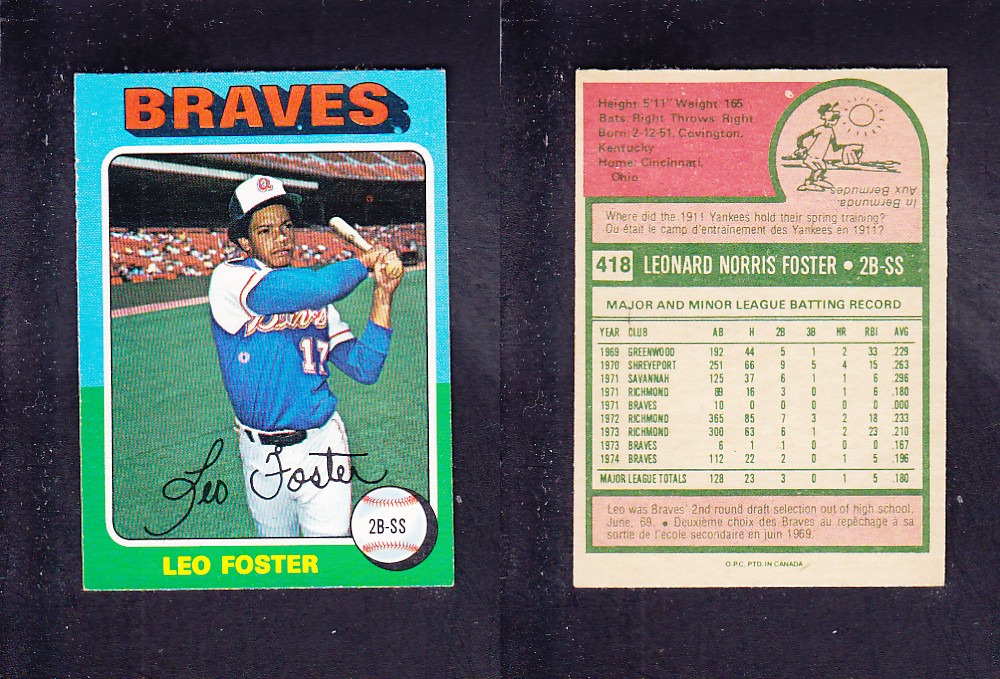 BRAVES
a
Braves
17
Leo Foster
2B-SS
LEO FOSTER
Height: 5'11" Weight: 165
Bats: Right Throws: Right
Born: 2-12-51, Covington,
Kentucky
Home: Cincinnati,
Ohio
In Bermuda.
Aux Bermudes
Where did the 1911 Yankees hold their spring training?
Où était le camp d'entraînement des Yankees en 1911?
418 LEONARD NORRIS FOSTER • 2B-SS
MAJOR AND MINOR LEAGUE BATTING RECORD
YEAR CLUB AB H 2B 3B HR RBI AVG
1969 GREENWOOD 192 44 5 1 2 33 .229
1970 SHREVEPORT 251 66 9 5 4 15 .263
1971 SAVANNAH 125 37 6 1 1 6 .296
1971 RICHMOND 89 16 3 0 1 6 .180
1971 BRAVES 10 0 0 0 0 0 .000
1972 RICHMOND 365 85 7 3 2 18 .233
1973 RICHMOND 300 63 6 1 2 23 .210
1973 BRAVES 6 1 1 0 0 0 .167
1974 BRAVES 112 22 2 0 1 5 .196
MAJOR LEAGUE TOTALS 128 23 3 0 1 5 .180
Leo was Braves' 2nd round draft selection out of high school,
June, 69. • Deuxième choix des Braves au repêchage à sa
sortie de l'école secondaire en juin 1969.
O.P.C. PTD. IN CANADA